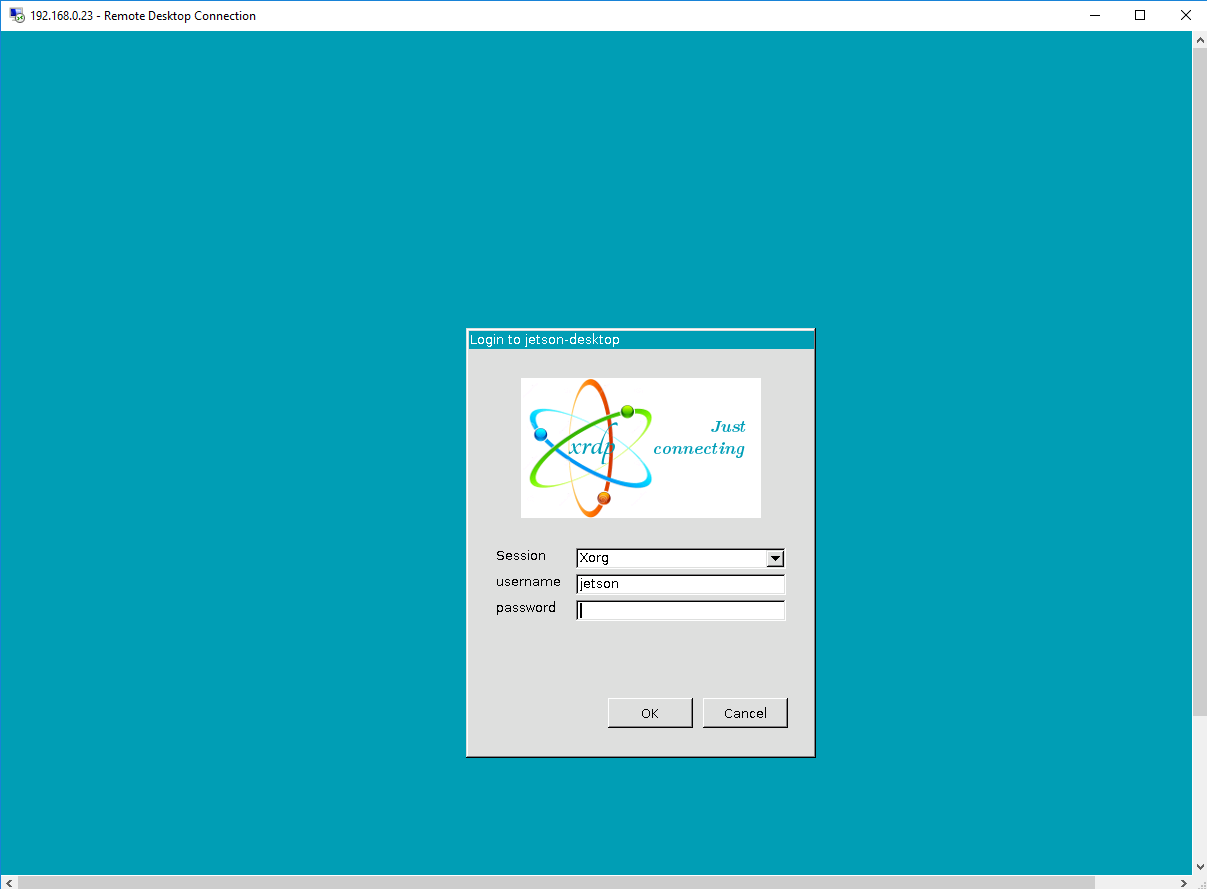 192.168.0.23 - Remote Desktop Connection
Login to jetson-desktop
xrdp
Just
connecting
Session
Xorg
username
jetson
password
OK
Cancel